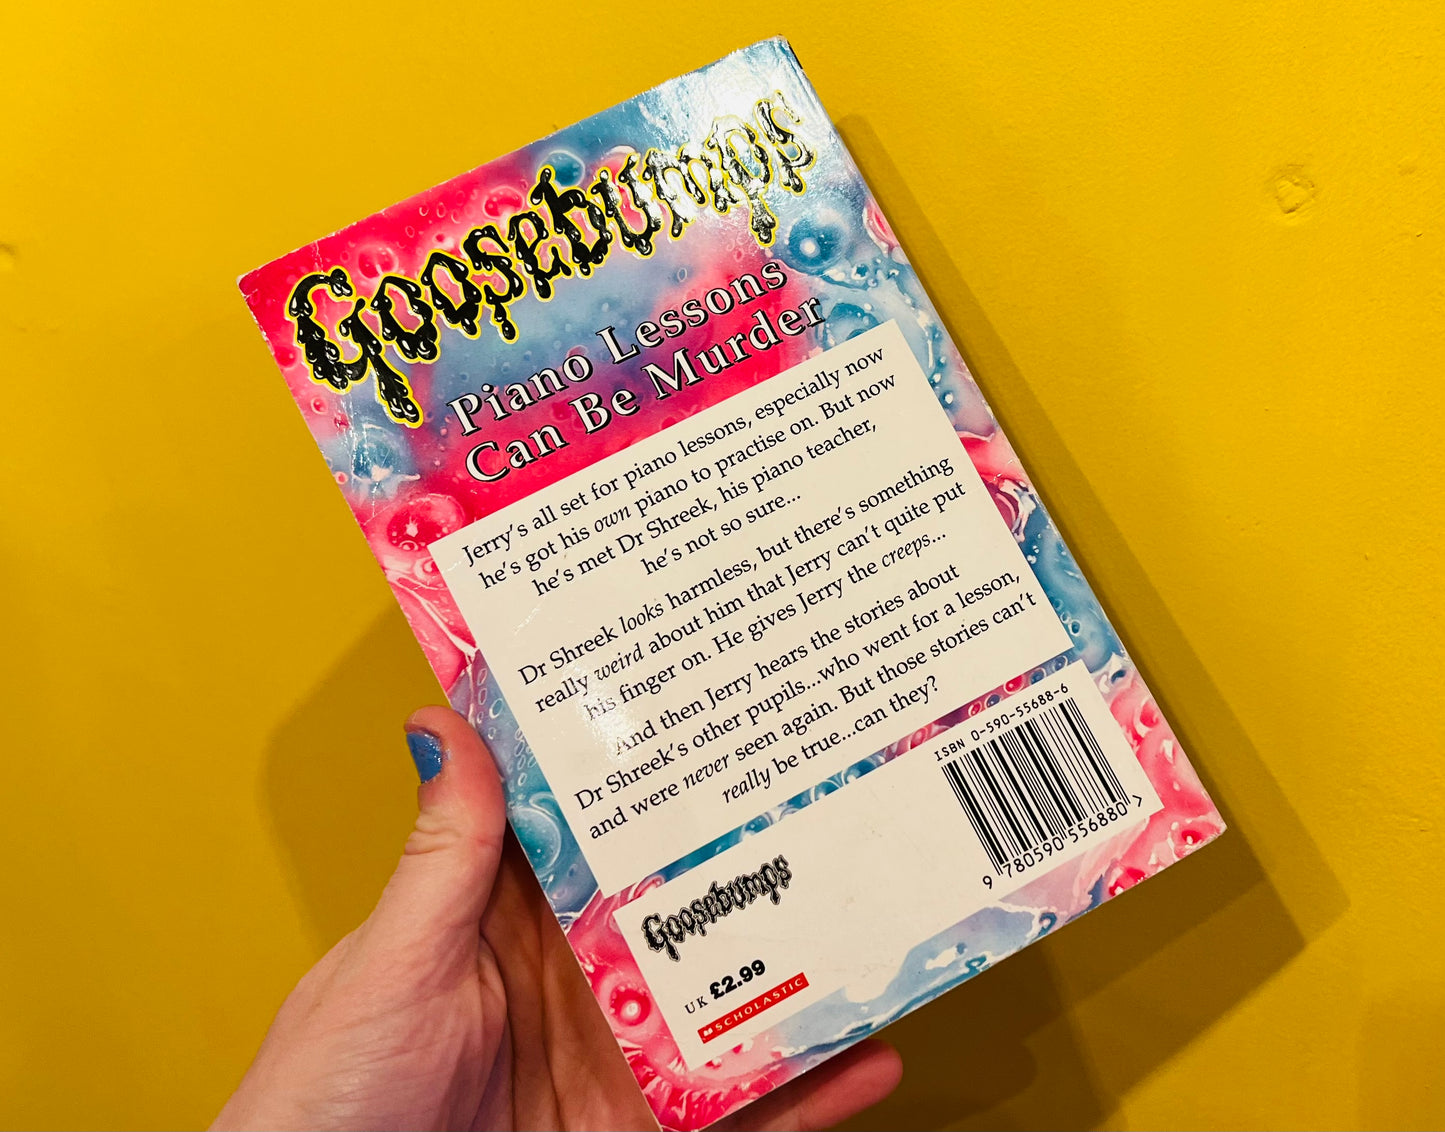 Goosebumps
Piano Lessons
Can Be Murder
Jerry's all set for piano lessons, especially now
he's got his own piano to practise on. But now
he's met Dr Shreek, his piano teacher,
he's not so sure...
Dr Shreek looks harmless, but there's something
really weird about him that Jerry can't quite put
his finger on. He gives Jerry the creeps...
And then Jerry hears the stories about
Dr Shreek's other pupils...who went for a lesson,
and were never seen again. But those stories can't
really be true...can they?
ISBN 0-590-55688-6
9 780590 556880 >
Goosebumps
UK £2.99
SCHOLASTIC